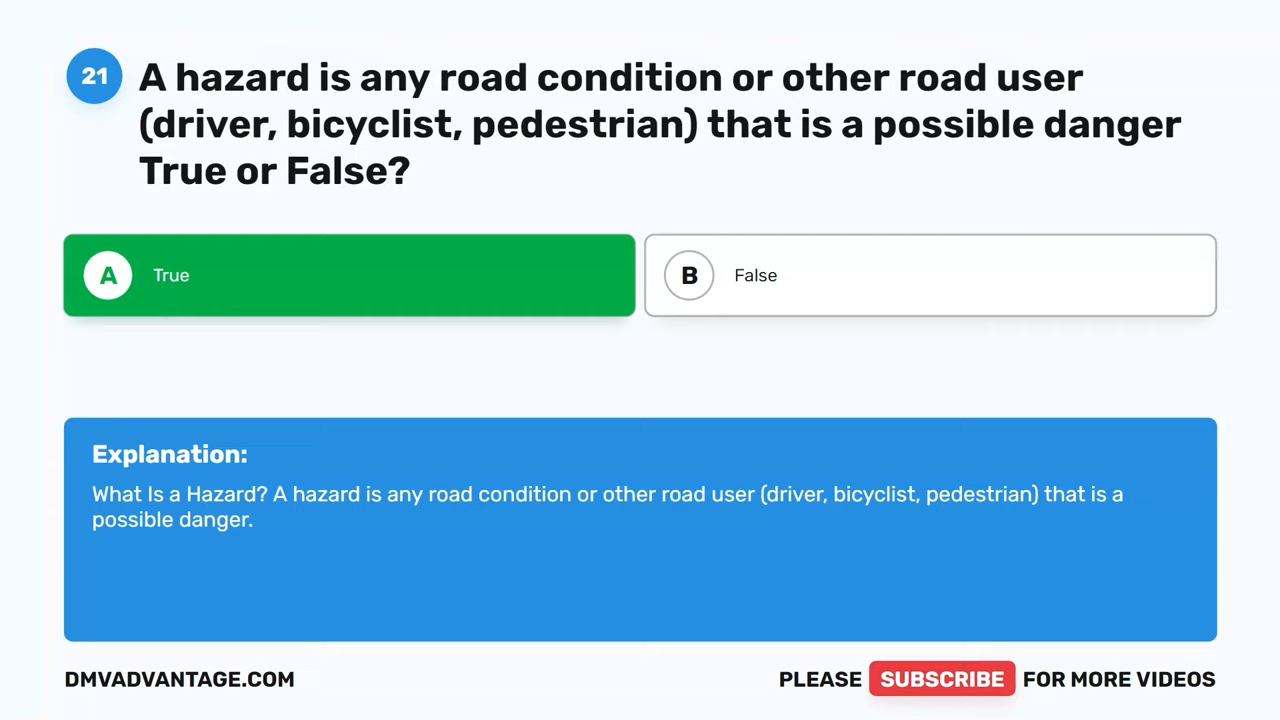 21
A hazard is any road condition or other road user
(driver, bicyclist, pedestrian) that is a possible danger
True or False?
A True
B False
Explanation:
What Is a Hazard? A hazard is any road condition or other road user (driver, bicyclist, pedestrian) that is a
possible danger.
DMVADVANTAGE.COM
PLEASE SUBSCRIBE FOR MORE VIDEOS